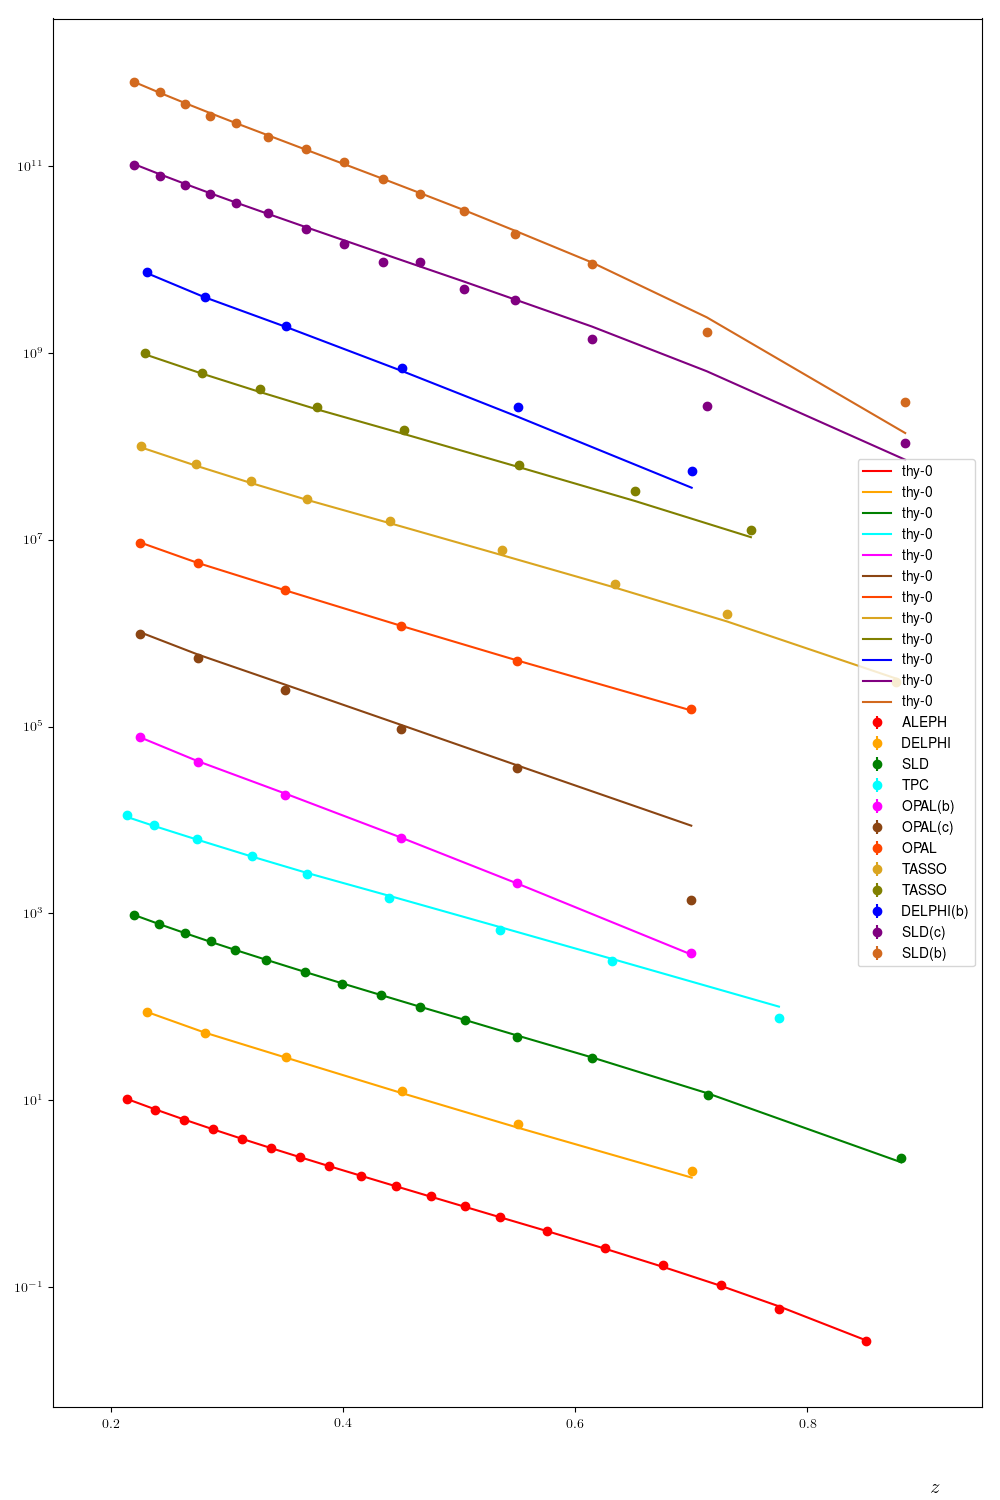 10^11
10^9
10^7
10^5
10^3
10^1
10^−1
0.2 0.4 0.6 0.8
z
thy-0
thy-0
thy-0
thy-0
thy-0
thy-0
thy-0
thy-0
thy-0
thy-0
thy-0
thy-0
ALEPH
DELPHI
SLD
TPC
OPAL(b)
OPAL(c)
OPAL
TASSO
TASSO
DELPHI(b)
SLD(c)
SLD(b)